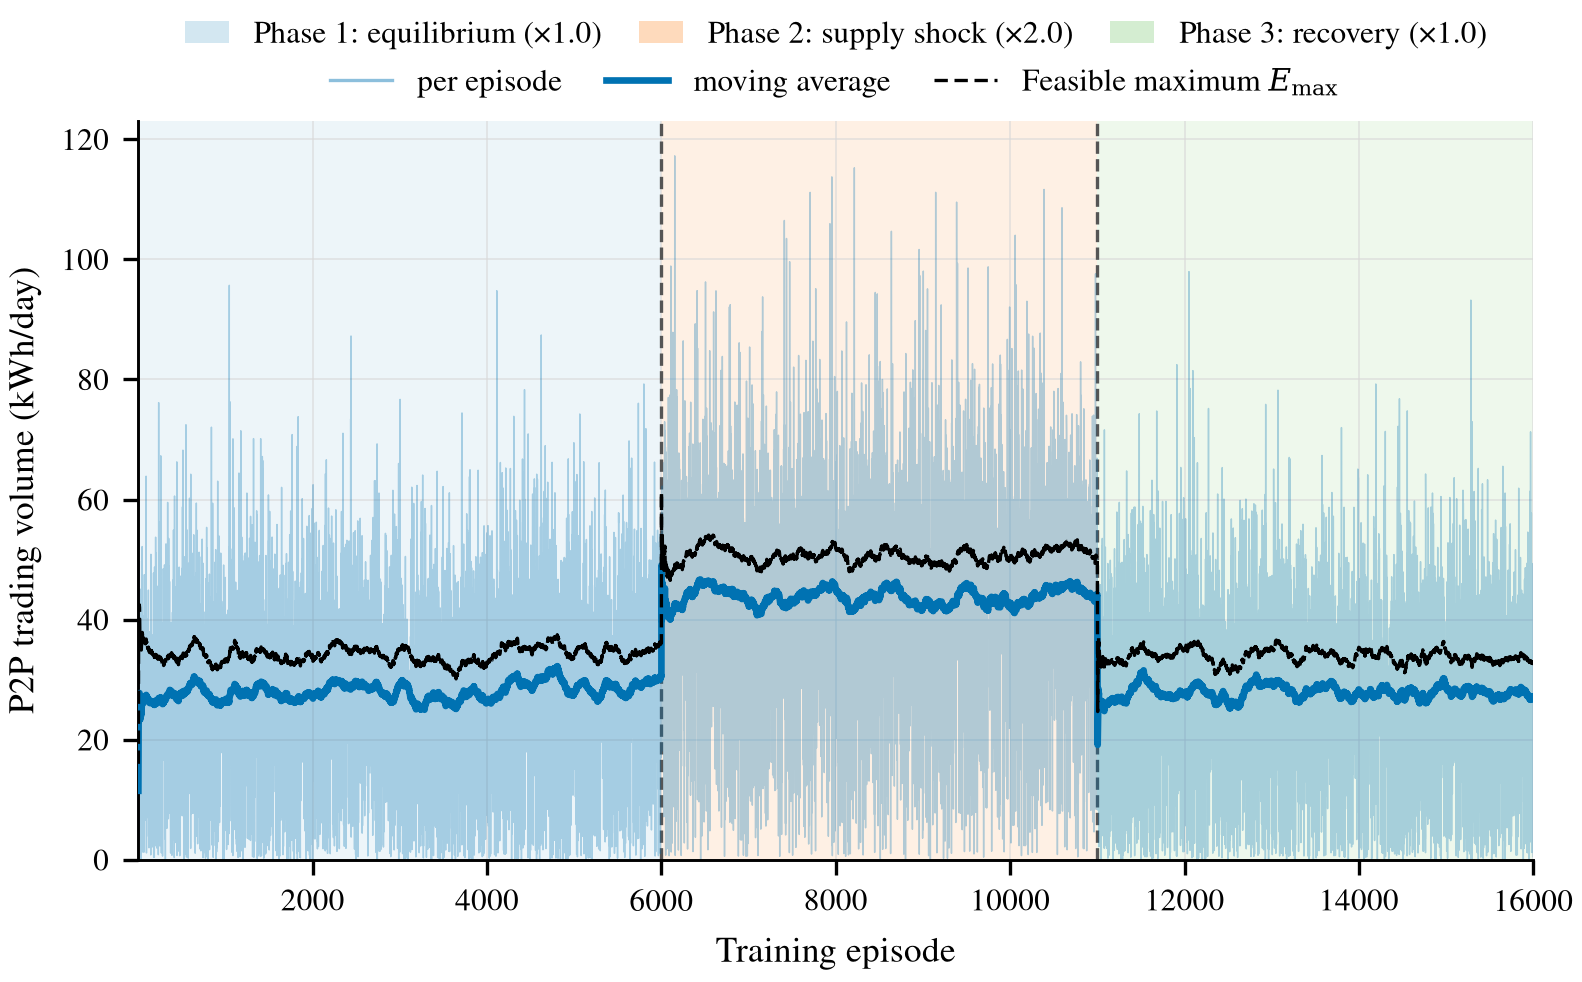 Phase 1: equilibrium (×1.0) Phase 2: supply shock (×2.0) Phase 3: recovery (×1.0)
per episode moving average Feasible maximum E_max
120
100
80
60
40
20
0
P2P trading volume (kWh/day)
2000 4000 6000 8000 10000 12000 14000 16000
Training episode